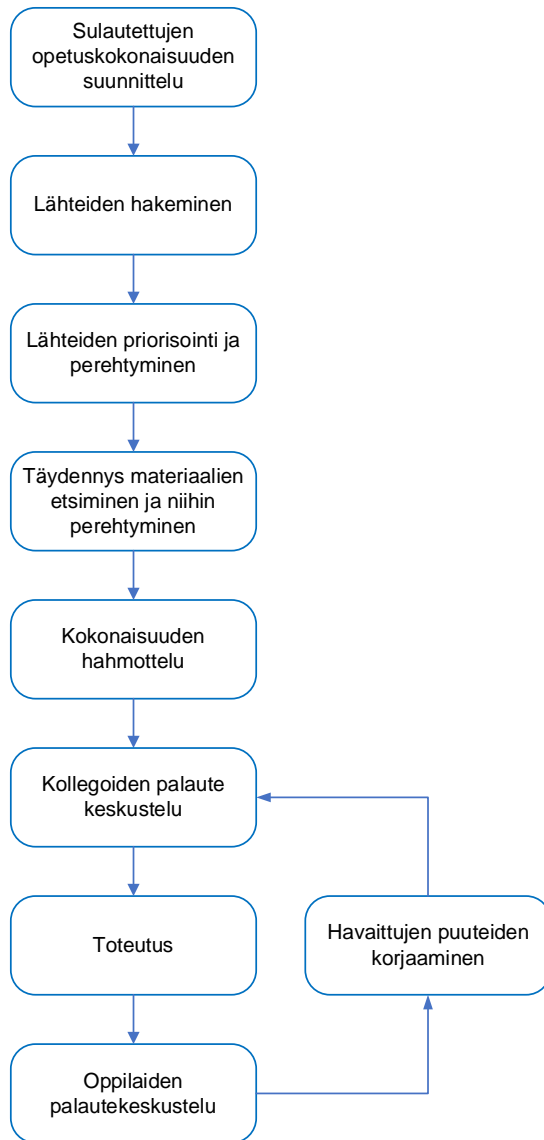 Sulautettujen
opetuskokonaisuuden
suunnittelu
Lähteiden hakeminen
Lähteiden priorisointi ja
perehtyminen
Täydennys materiaalien
etsiminen ja niihin
perehtyminen
Kokonaisuuden
hahmottelu
Kollegoiden palaute
keskustelu
Toteutus
Havaittujen puuteiden
korjaaminen
Oppilaiden
palautekeskustelu